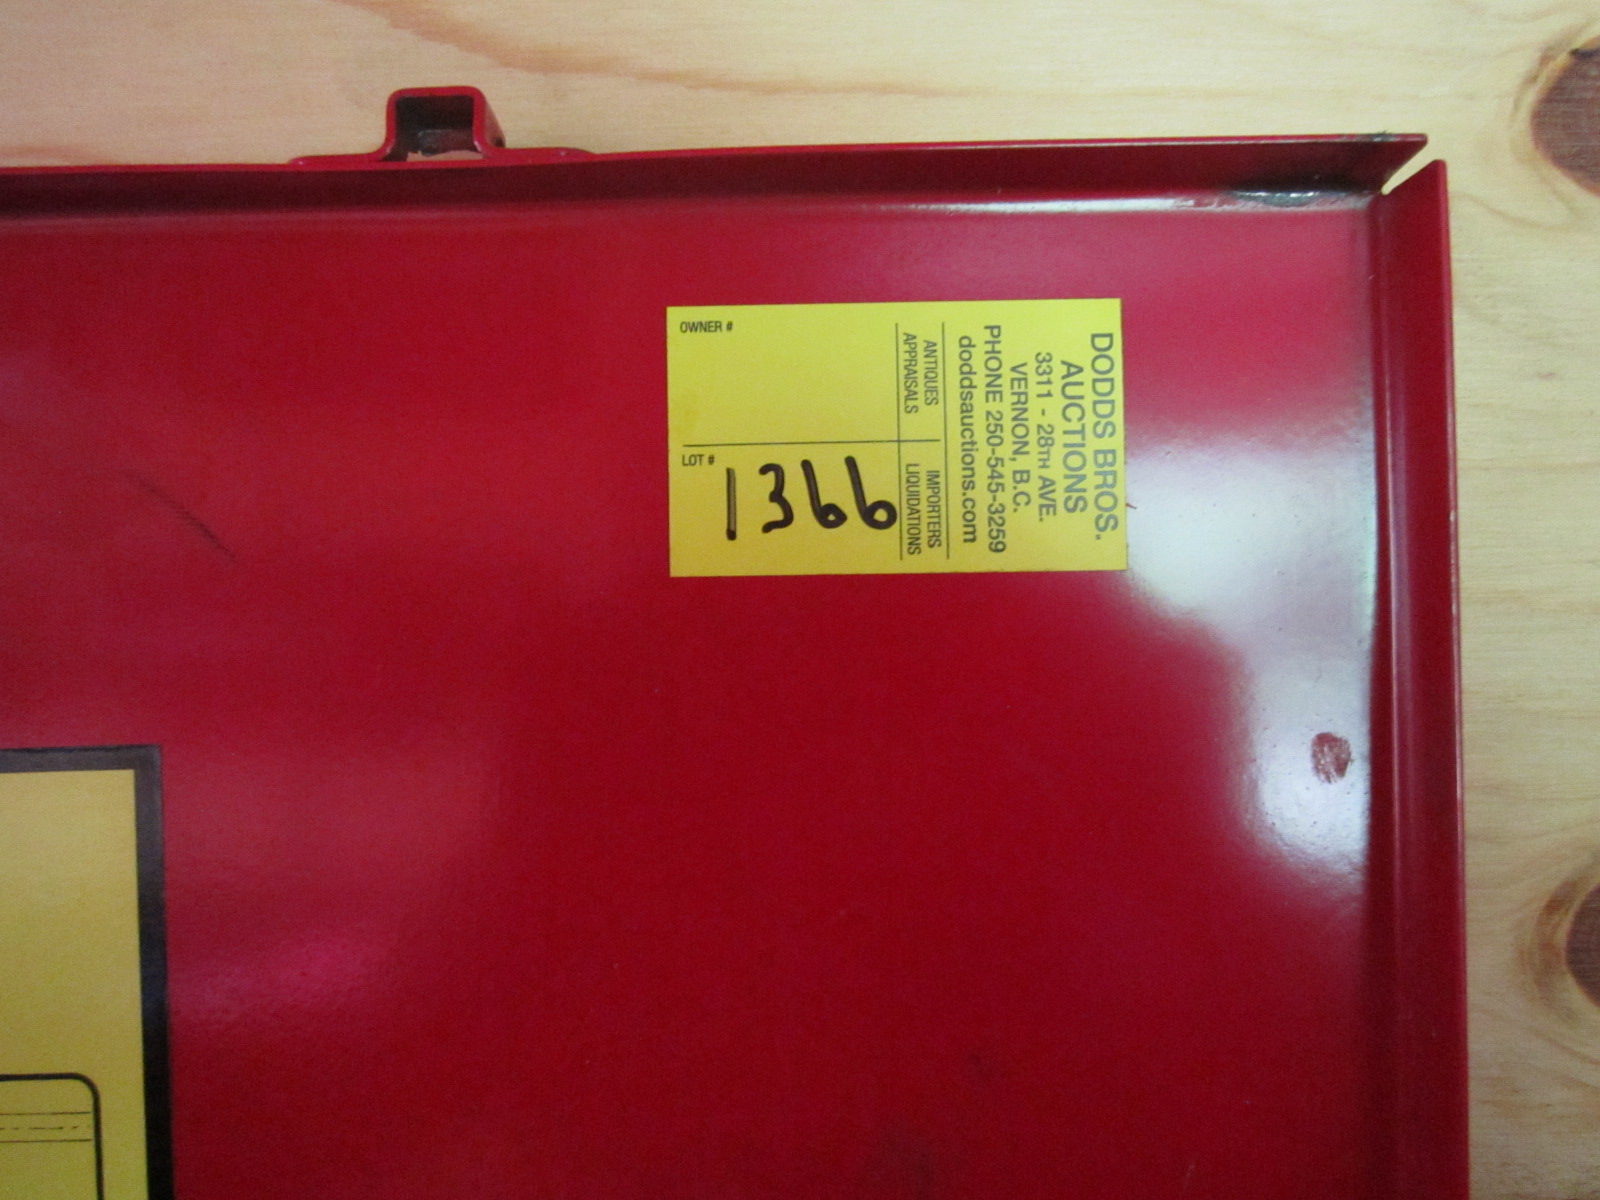 DODDS BROS.
AUCTIONS
3311 - 28TH AVE.
VERNON, B.C.
PHONE 250-545-3259
doddsauctions.com
ANTIQUES IMPORTERS
APPRAISALS LIQUIDATIONS
OWNER #
LOT #
1366